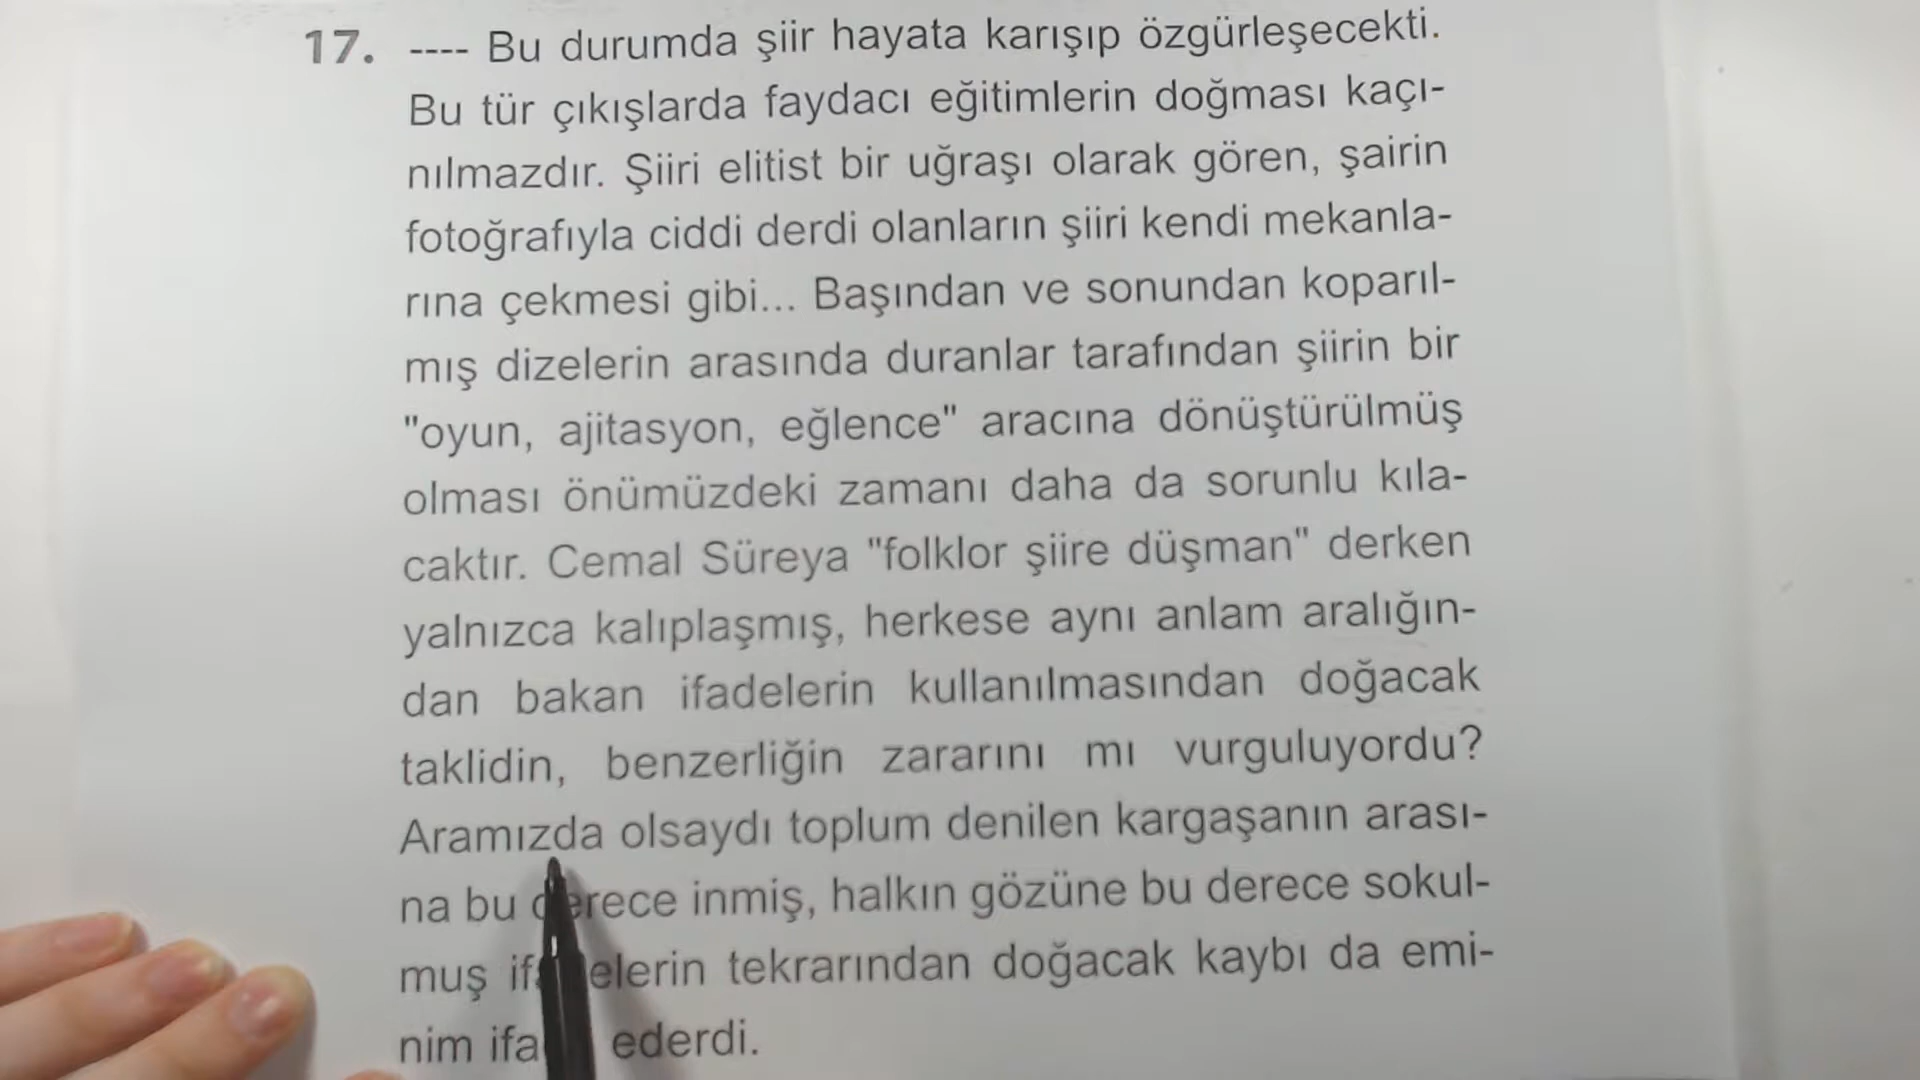 17. ---- Bu durumda şiir hayata karışıp özgürleşecekti.
Bu tür çıkışlarda faydacı eğitimlerin doğması kaçı-
nılmazdır. Şiiri elitist bir uğraşı olarak gören, şairin
fotoğrafıyla ciddi derdi olanların şiiri kendi mekanla-
rına çekmesi gibi... Başından ve sonundan koparıl-
mış dizelerin arasında duranlar tarafından şiirin bir
"oyun, ajitasyon, eğlence" aracına dönüştürülmüş
olması önümüzdeki zamanı daha da sorunlu kıla-
caktır. Cemal Süreya "folklor şiire düşman" derken
yalnızca kalıplaşmış, herkese aynı anlam aralığın-
dan bakan ifadelerin kullanılmasından doğacak
taklidin, benzerliğin zararını mı vurguluyordu?
Aramızda olsaydı toplum denilen kargaşanın arası-
na bu derece inmiş, halkın gözüne bu derece sokul-
muş ifadelerin tekrarından doğacak kaybı da emi-
nim ederdi.